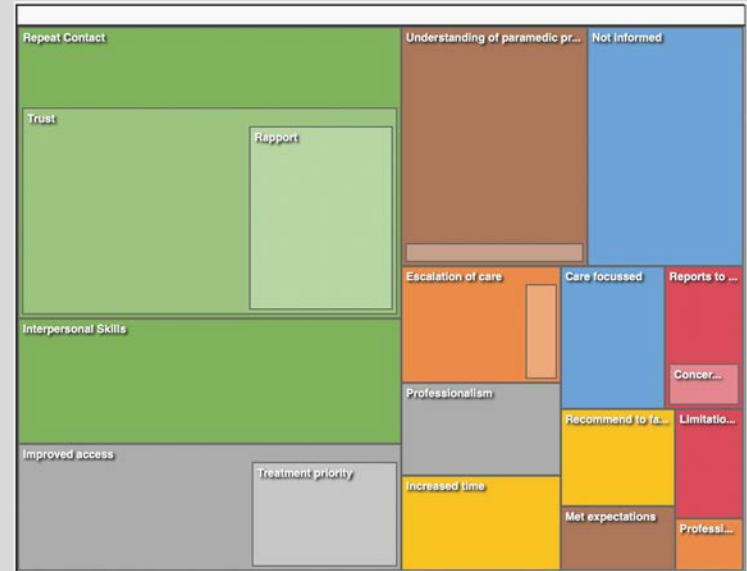 Repeat Contact
Trust
Rapport
Interpersonal Skills
Improved access
Treatment priority
Understanding of paramedic pr...
Not Informed
Escalation of care
Care focussed
Reports to ...
Concer...
Professionalism
Recommend to fa...
Limitatio...
Increased time
Met expectations
Professi...